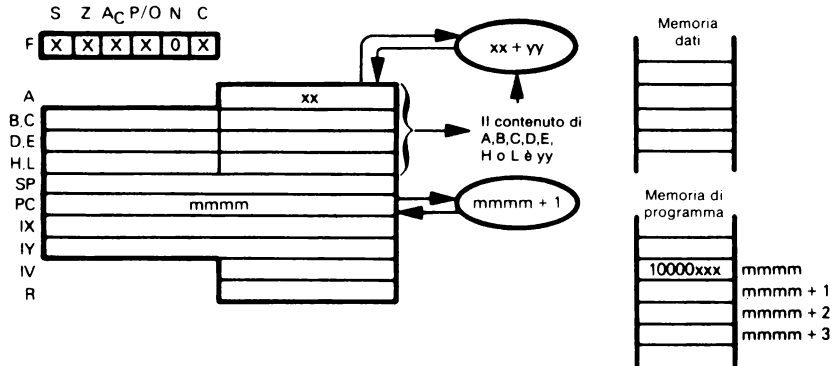 S Z AC P/O N C
F X X X X 0 X
A xx
B,C
D,E
H,L
SP
PC mmmm
IX
IY
IV
R
xx + yy
Il contenuto di
A,B,C,D,E,
H o L è yy
mmmm + 1
Memoria
dati
Memoria di
programma
10000xxx mmmm
mmmm + 1
mmmm + 2
mmmm + 3